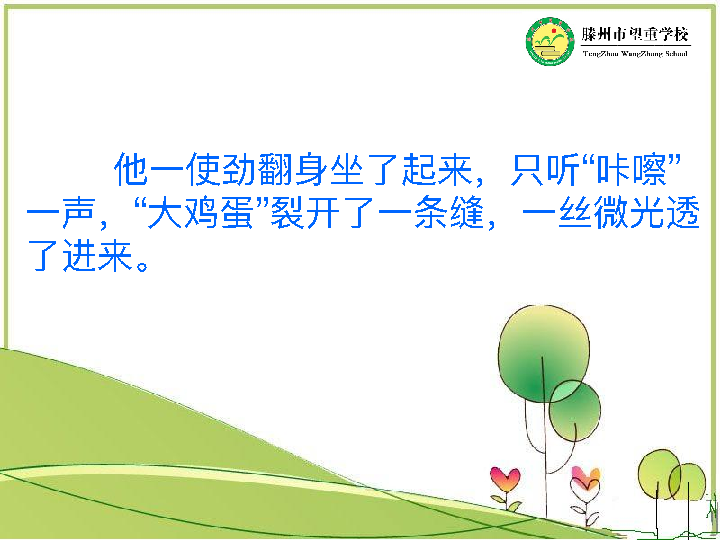 滕州市望重学校
TengZhou WangZhong School
他一使劲翻身坐了起来，只听“咔嚓”
一声，“大鸡蛋”裂开了一条缝，一丝微光透
了进来。